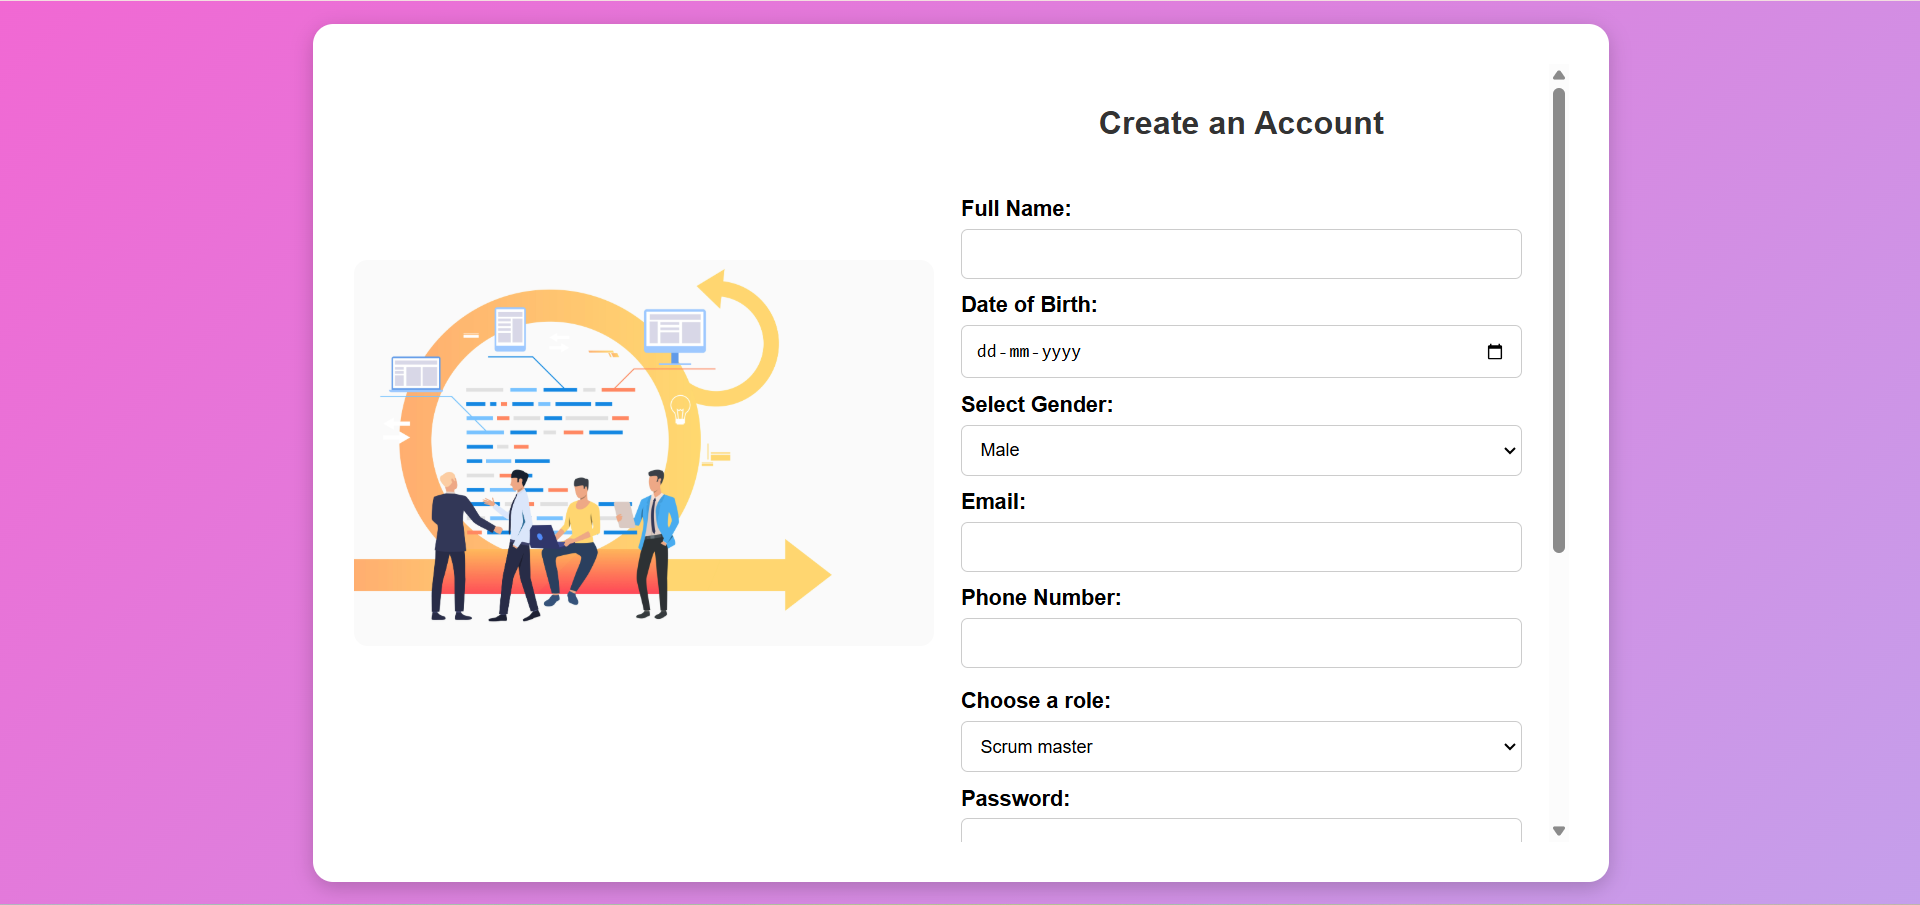 Create an Account
Full Name:
Date of Birth:
dd-mm-yyyy
Select Gender:
Male
Email:
Phone Number:
Choose a role:
Scrum master
Password: